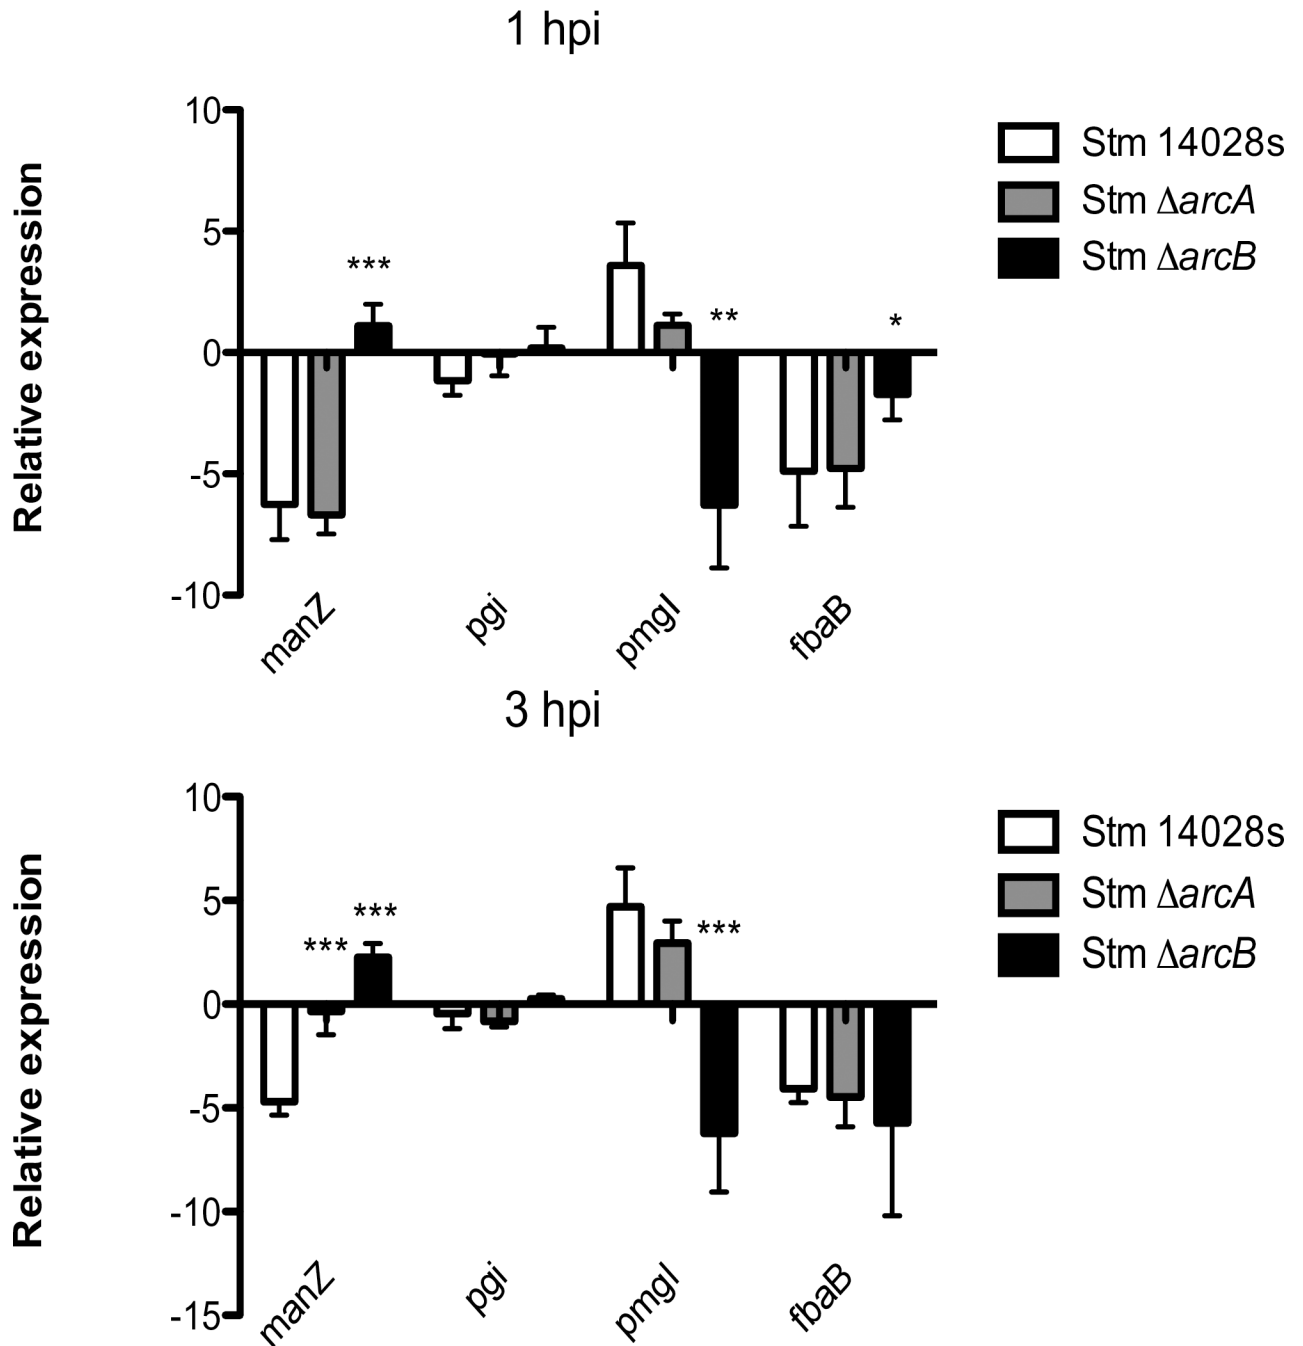 1 hpi
Relative expression
10
5
0
-5
-10
***
**
*
manZ
pgi
pmgI
fbaB
Stm 14028s
Stm ΔarcA
Stm ΔarcB
3 hpi
Relative expression
10
5
0
-5
-10
-15
***
***
***
manZ
pgi
pmgI
fbaB
Stm 14028s
Stm ΔarcA
Stm ΔarcB